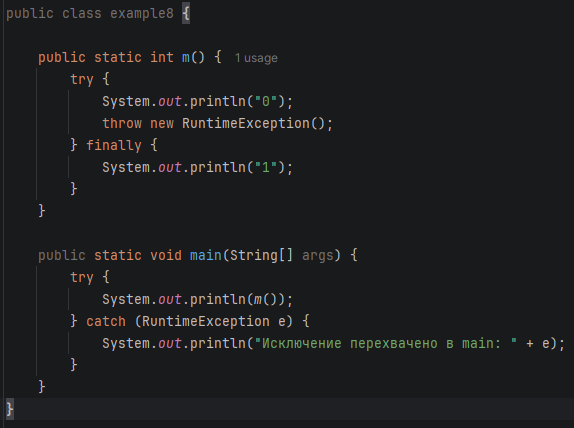 public class example8 {
public static int m() { 1 usage
try {
System.out.println("0");
throw new RuntimeException();
} finally {
System.out.println("1");
}
}
public static void main(String[] args) {
try {
System.out.println(m());
} catch (RuntimeException e) {
System.out.println("Исключение перехвачено в main: " + e);
}
}
}